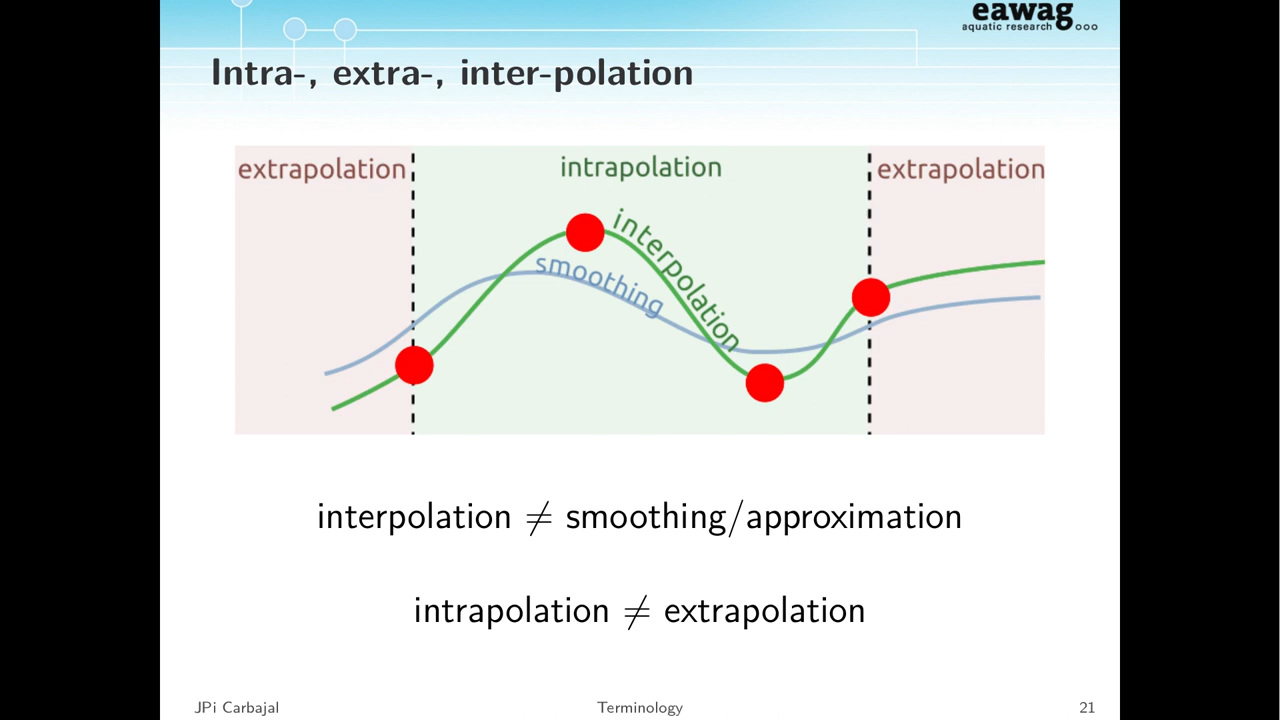 eawag
aquatic research
Intra-, extra-, inter-polation
extrapolation
intrapolation
extrapolation
interpolation
smoothing
interpolation ≠ smoothing/approximation
intrapolation ≠ extrapolation
JPi Carbajal
Terminology
21